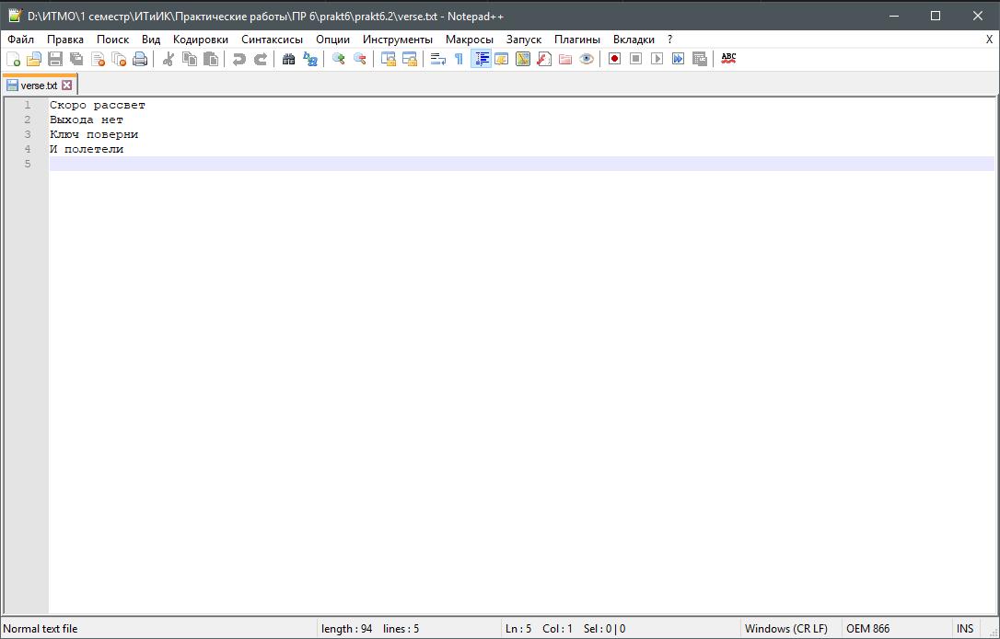 D:\ИТМО\1 семестр\ИТиИК\Практические работы\ПР 6\prakt6\prakt6.2\verse.txt - Notepad++
Файл Правка Поиск Вид Кодировки Синтаксисы Опции Инструменты Макросы Запуск Плагины Вкладки ? X
ABC
verse.txt
1 Скоро рассвет
2 Выхода нет
3 Ключ поверни
4 И полетели
5
Normal text file length : 94 lines : 5 Ln : 5 Col : 1 Sel : 0 | 0 Windows (CR LF) OEM 866 INS